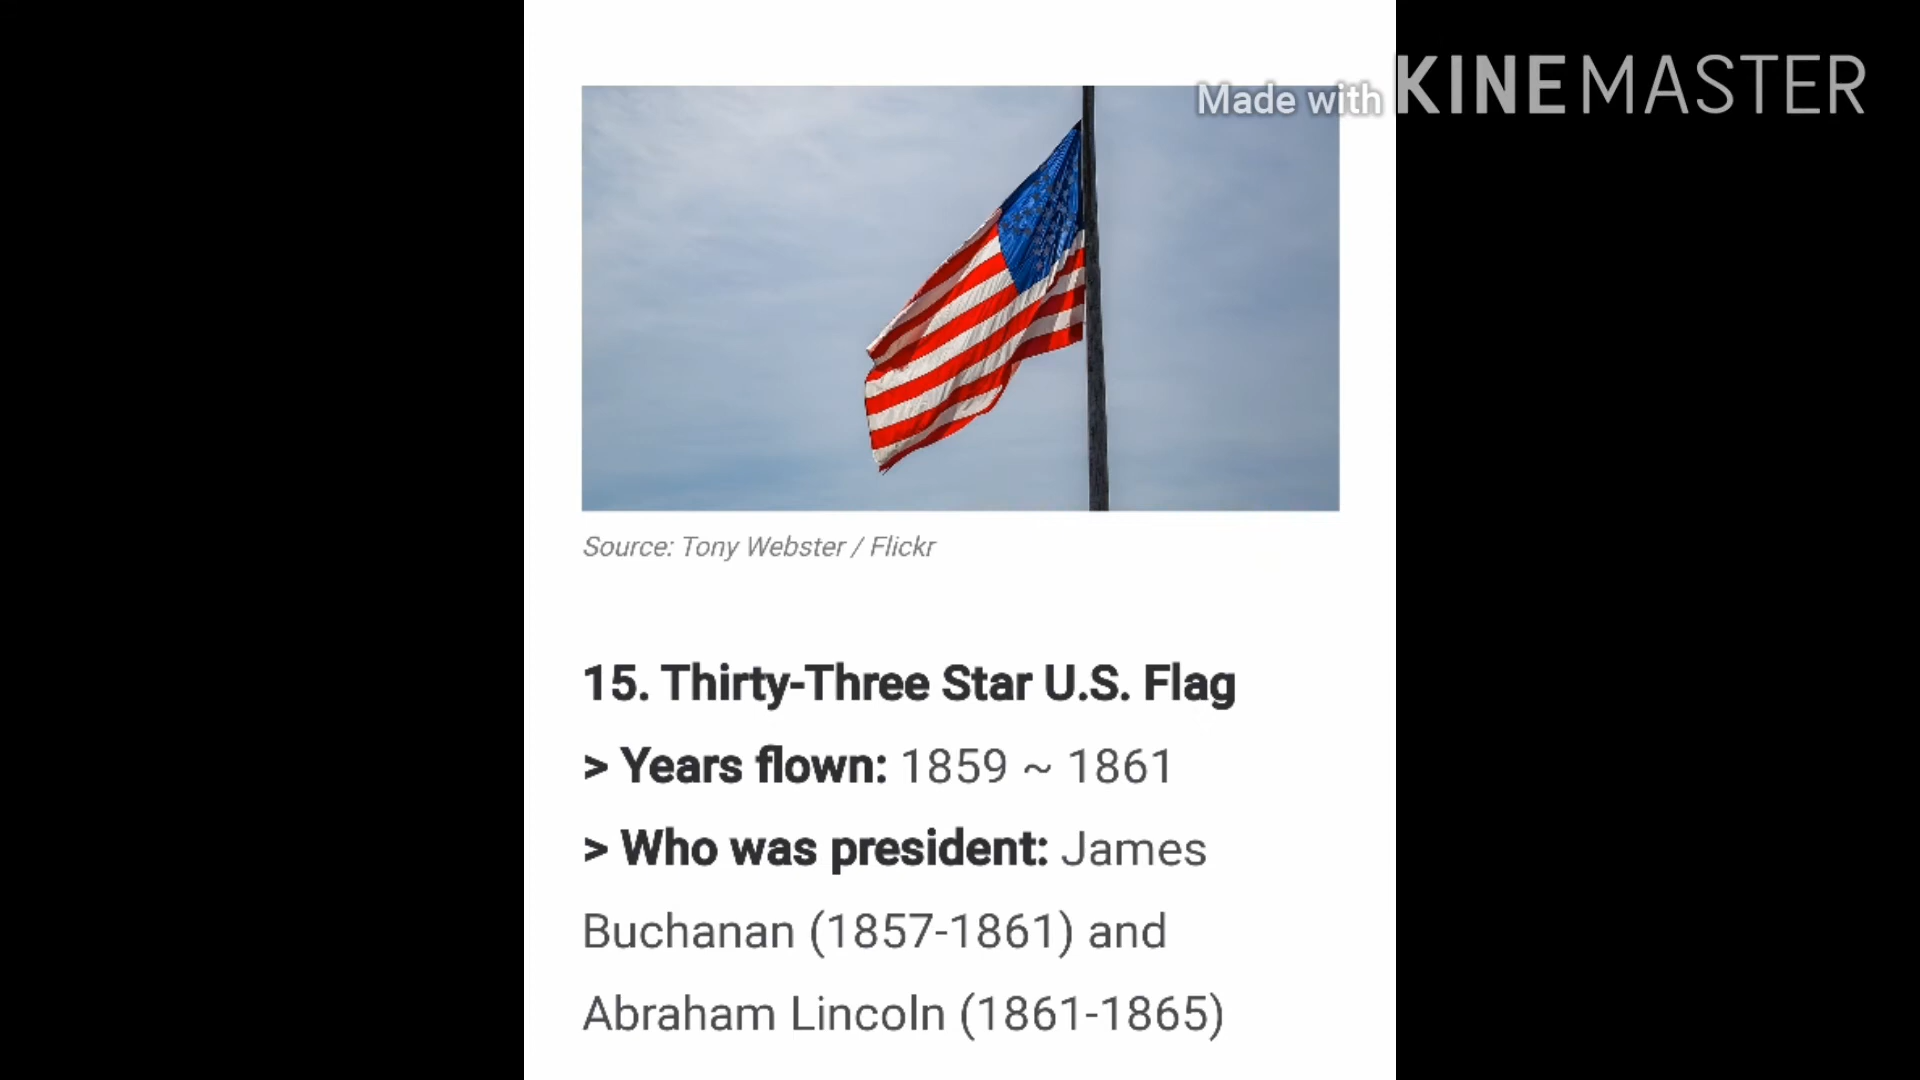 Made with KINEMASTER
Source: Tony Webster / Flickr
15. Thirty-Three Star U.S. Flag
> Years flown: 1859 ~ 1861
> Who was president: James
Buchanan (1857-1861) and
Abraham Lincoln (1861-1865)